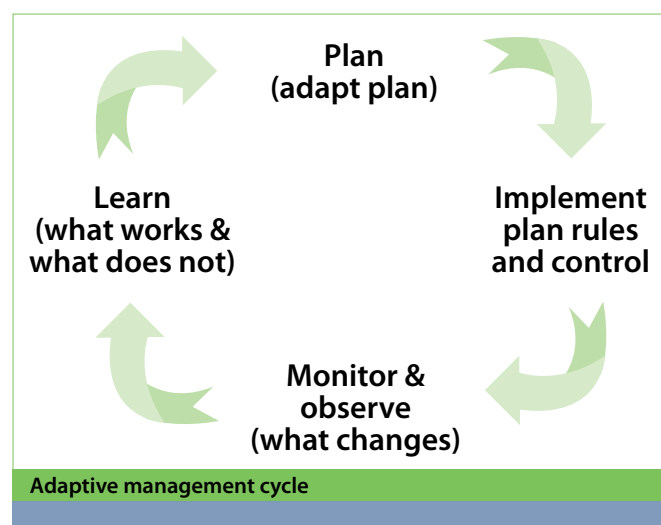 Plan
(adapt plan)
Implement
plan rules
and control
Monitor &
observe
(what changes)
Learn
(what works &
what does not)
Adaptive management cycle